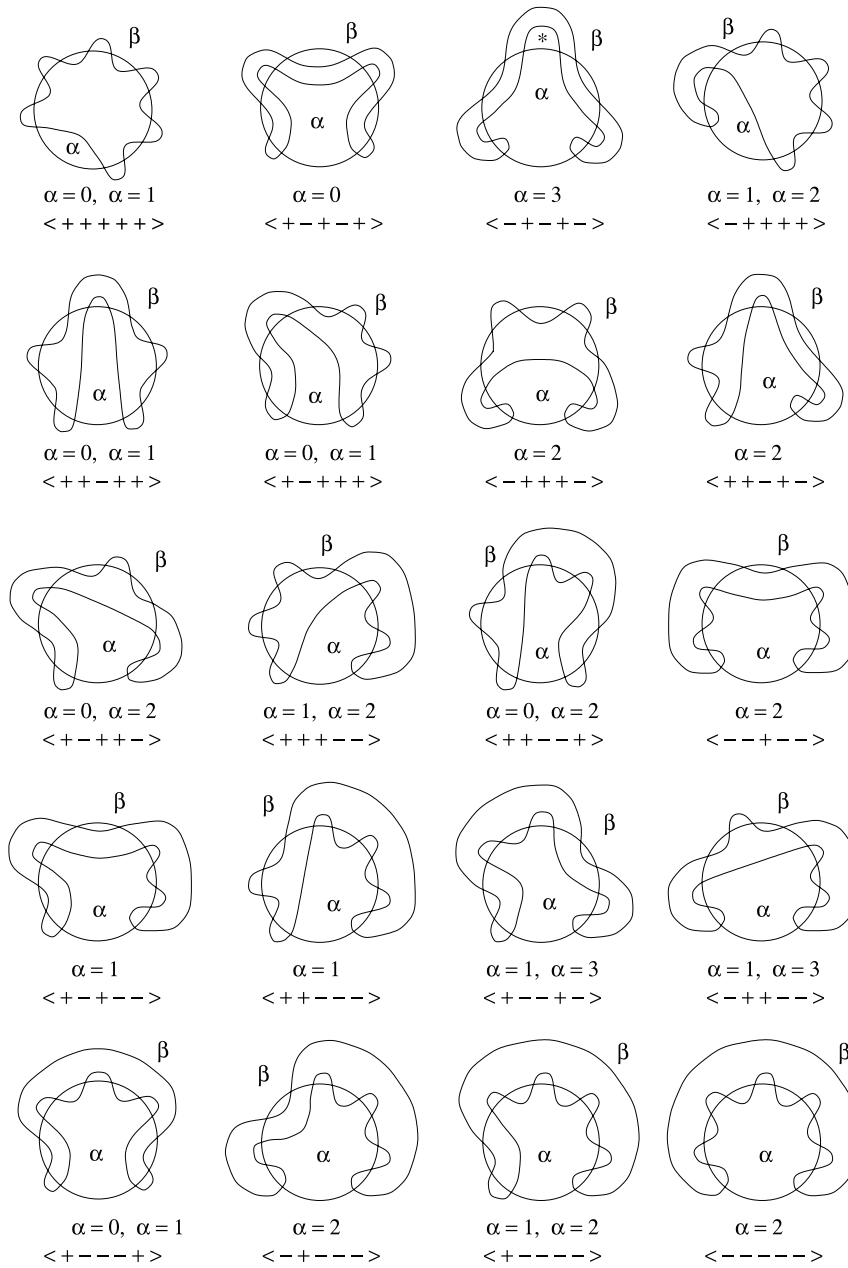 β β * β β
α α α α
α = 0, α = 1 α = 0 α = 3 α = 1, α = 2
< + + + + + > < + − + − + > < − + − + − > < − + + + + >
β β β β
α α α α
α = 0, α = 1 α = 0, α = 1 α = 2 α = 2
< + + − + + > < + − + + + > < − + + + − > < + + − + − >
β β β β
α α α α
α = 0, α = 2 α = 1, α = 2 α = 0, α = 2 α = 2
< + − + + − > < + + + − − > < + + − − + > < − − + − − >
β β β β
α α α α
α = 1 α = 1 α = 1, α = 3 α = 1, α = 3
< + − + − − > < + + − − − > < + − − + − > < − + + − − >
β β β β
α α α α
α = 0, α = 1 α = 2 α = 1, α = 2 α = 2
< + − − − + > < − + − − − > < + − − − − > < − − − − − >